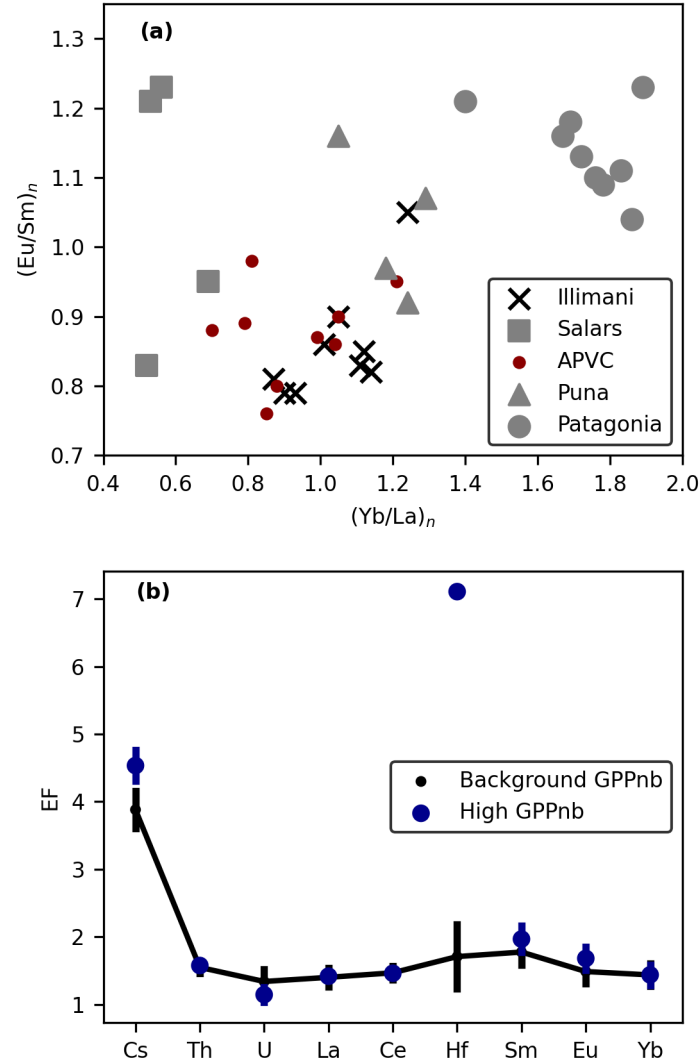 (a)
1.3
1.2
1.1
1.0
0.9
0.8
0.7
(Eu/Sm)n
Illimani
Salars
APVC
Puna
Patagonia
0.4 0.6 0.8 1.0 1.2 1.4 1.6 1.8 2.0
(Yb/La)n
(b)
7
6
5
4
3
2
1
EF
Background GPPnb
High GPPnb
Cs Th U La Ce Hf Sm Eu Yb